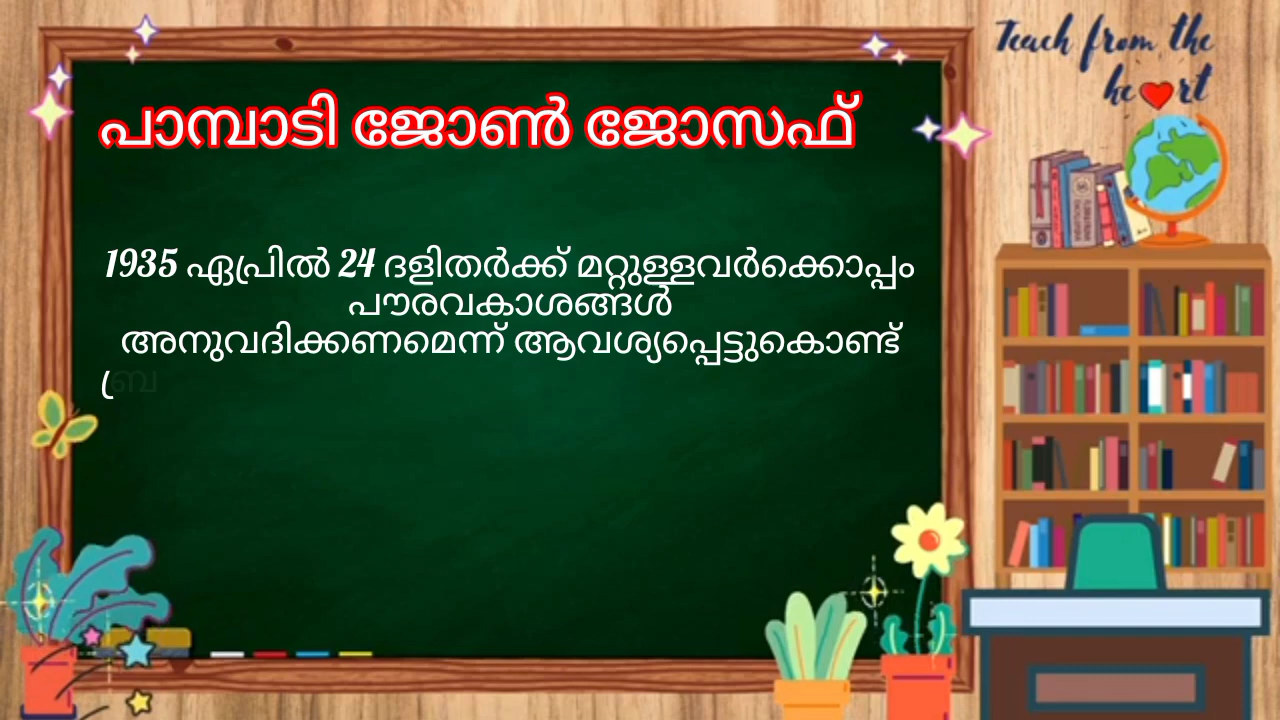 Teach from the
heart
പാമ്പാടി ജോൺ ജോസഫ്
1935 ഏപ്രിൽ 24 ദളിതർക്ക് മറ്റുള്ളവർക്കൊപ്പം
പൗരവകാശങ്ങൾ
അനുവദിക്കണമെന്ന് ആവശ്യപ്പെട്ടുകൊണ്ട്
ബ്ര